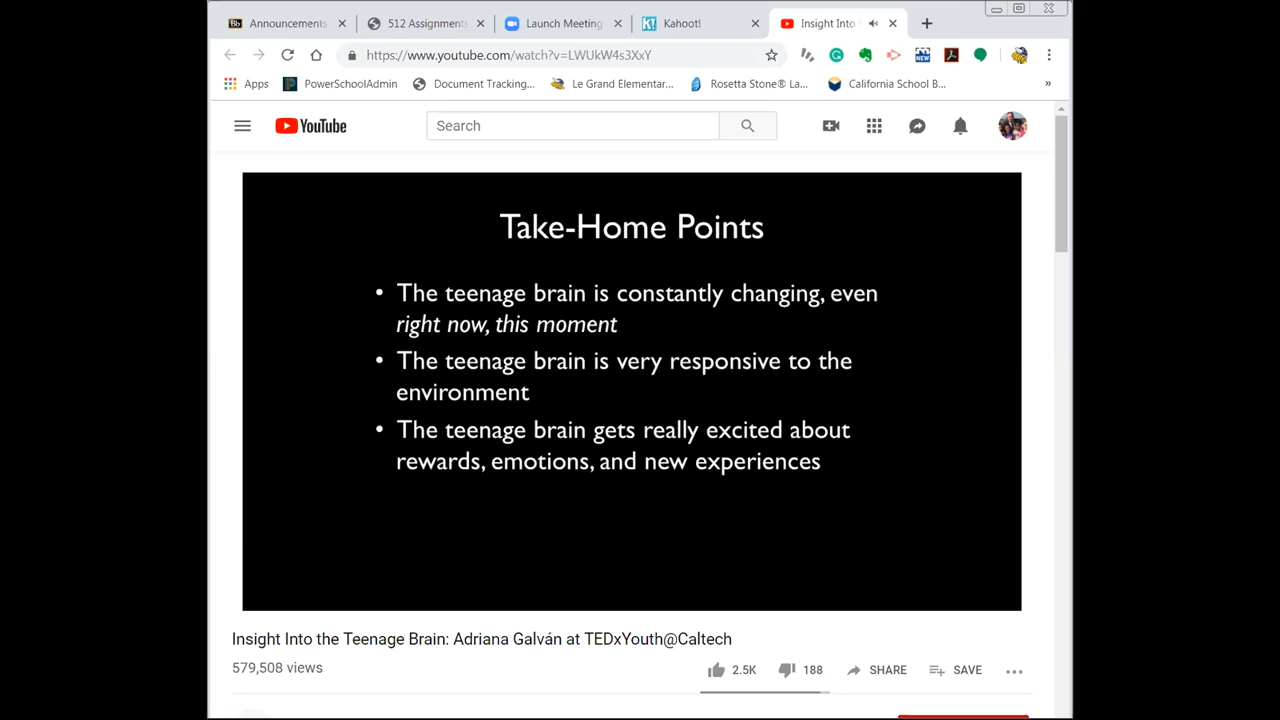 Announcements
512 Assignment
Launch Meeting
Kahoot!
Insight Into
https://www.youtube.com/watch?v=LWUkW4s3XxY
NEW
Apps
PowerSchoolAdmin
Document Tracking...
Le Grand Elementar...
Rosetta Stone® La...
California School B...
»
YouTube
Search
Take-Home Points
• The teenage brain is constantly changing, even
right now, this moment
• The teenage brain is very responsive to the
environment
• The teenage brain gets really excited about
rewards, emotions, and new experiences
Insight Into the Teenage Brain: Adriana Galván at TEDxYouth@Caltech
579,508 views
2.5K
188
SHARE
SAVE